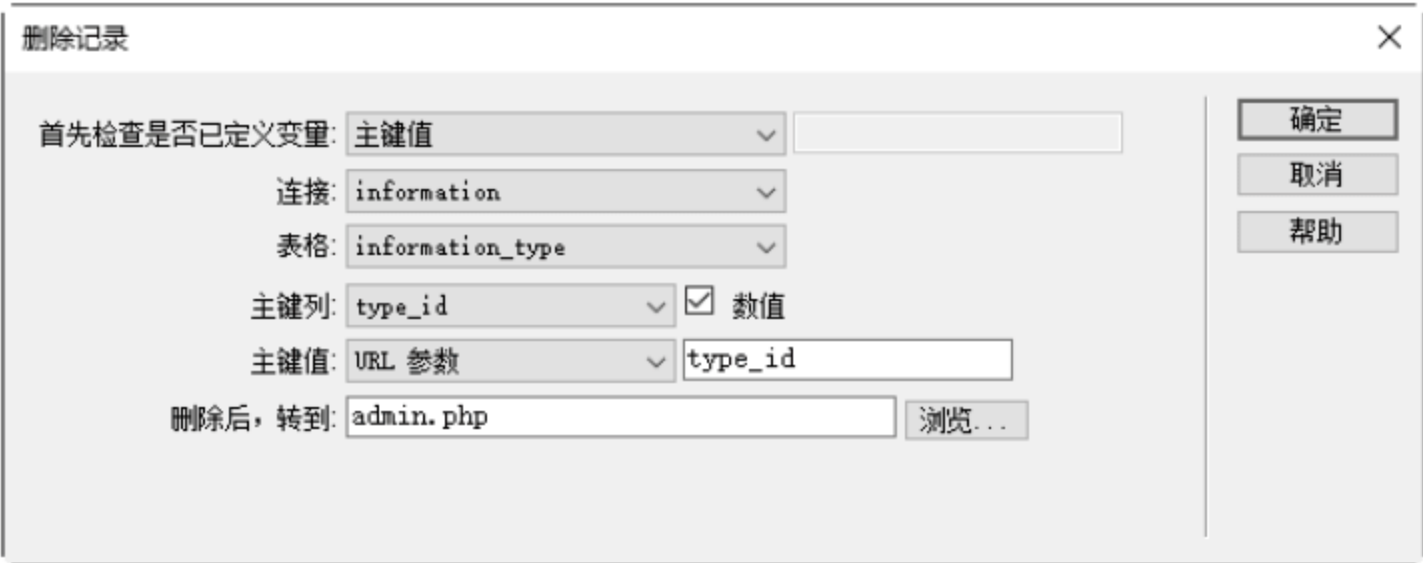 删除记录
首先检查是否已定义变量: 主键值
确定
连接: information
取消
表格: information_type
帮助
主键列: type_id 数值
主键值: URL 参数 type_id
删除后，转到: admin.php 浏览...